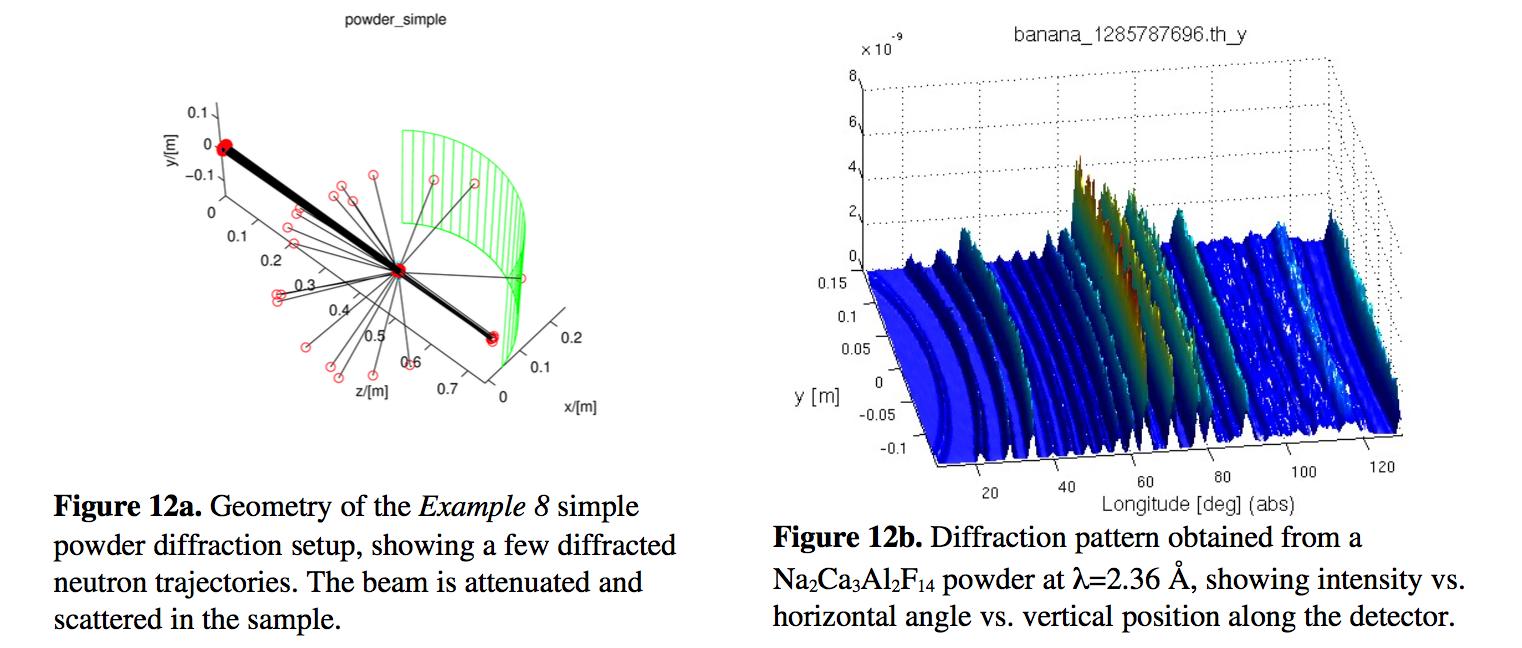 powder_simple
0.1
0
−0.1
y/[m]
0
0.1
0.2
0.3
0.4
0.5
0.6
0.7
z/[m]
0
0.1
0.2
x/[m]
Figure 12a. Geometry of the Example 8 simple
powder diffraction setup, showing a few diffracted
neutron trajectories. The beam is attenuated and
scattered in the sample.
banana_1285787696.th_y
x 10⁻⁹
8
6
4
2
0
0.15
0.1
0.05
0
-0.05
-0.1
y [m]
20
40
60
80
100
120
Longitude [deg] (abs)
Figure 12b. Diffraction pattern obtained from a
Na₂Ca₃Al₂F₁₄ powder at λ=2.36 Å, showing intensity vs.
horizontal angle vs. vertical position along the detector.